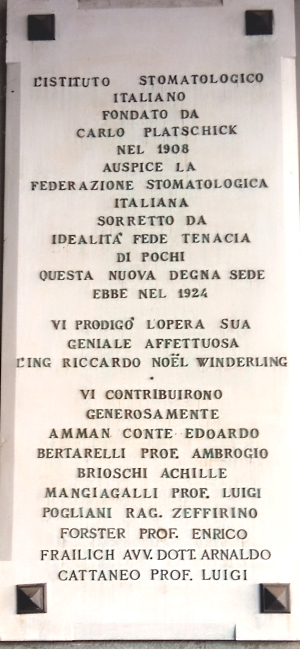 L'ISTITUTO STOMATOLOGICO
ITALIANO
FONDATO DA
CARLO PLATSCHICK
NEL 1908
AUSPICE LA
FEDERAZIONE STOMATOLOGICA
ITALIANA
SORRETTO DA
IDEALITA' FEDE TENACIA
DI POCHI
QUESTA NUOVA DEGNA SEDE
EBBE NEL 1924
VI PRODIGO' L'OPERA SUA
GENIALE AFFETTUOSA
L'ING RICCARDO NOËL WINDERLING
VI CONTRIBUIRONO
GENEROSAMENTE
AMMAN CONTE EDOARDO
BERTARELLI PROF. AMBROGIO
BRIOSCHI ACHILLE
MANGIAGALLI PROF. LUIGI
POGLIANI RAG. ZEFFIRINO
FORSTER PROF. ENRICO
FRAILICH AVV. DOTT. ARNALDO
CATTANEO PROF. LUIGI